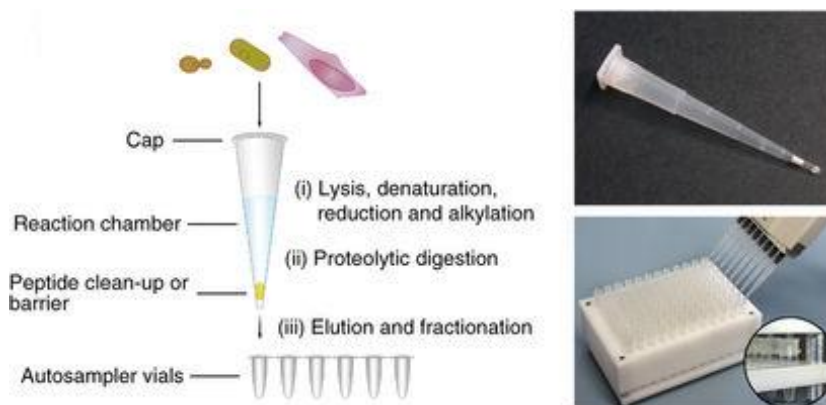 Cap
(i) Lysis, denaturation,
reduction and alkylation
Reaction chamber
(ii) Proteolytic digestion
Peptide clean-up or
barrier
(iii) Elution and fractionation
Autosampler vials